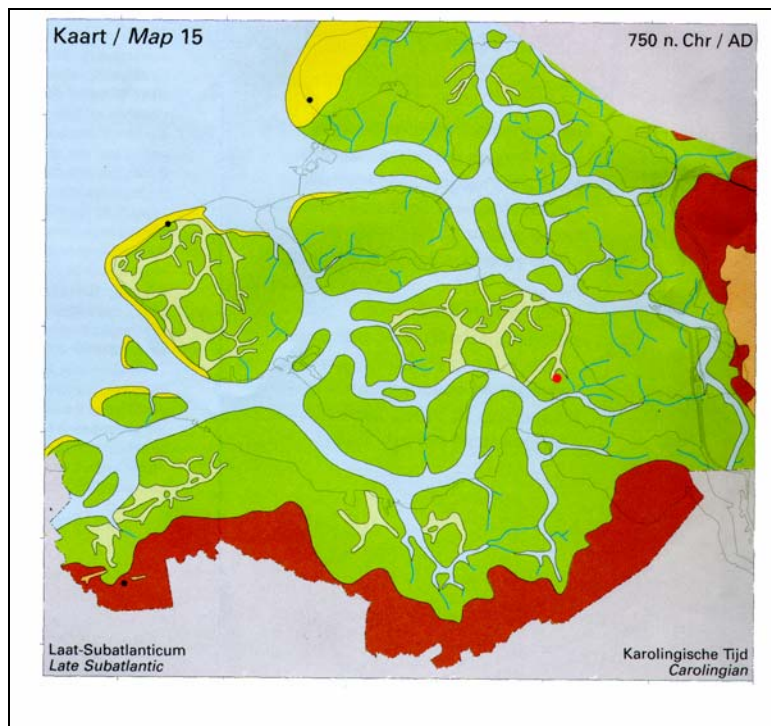 Kaart / Map 15
750 n. Chr / AD
Laat-Subatlanticum
Late Subatlantic
Karolingische Tijd
Carolingian